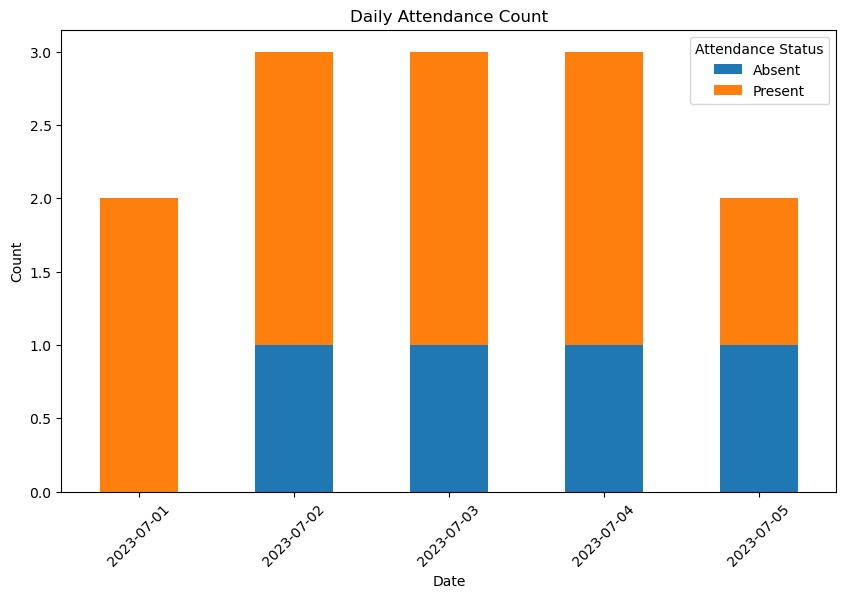 Daily Attendance Count
Attendance Status
Absent
Present
Count
3.0
2.5
2.0
1.5
1.0
0.5
0.0
2023-07-01
2023-07-02
2023-07-03
2023-07-04
2023-07-05
Date